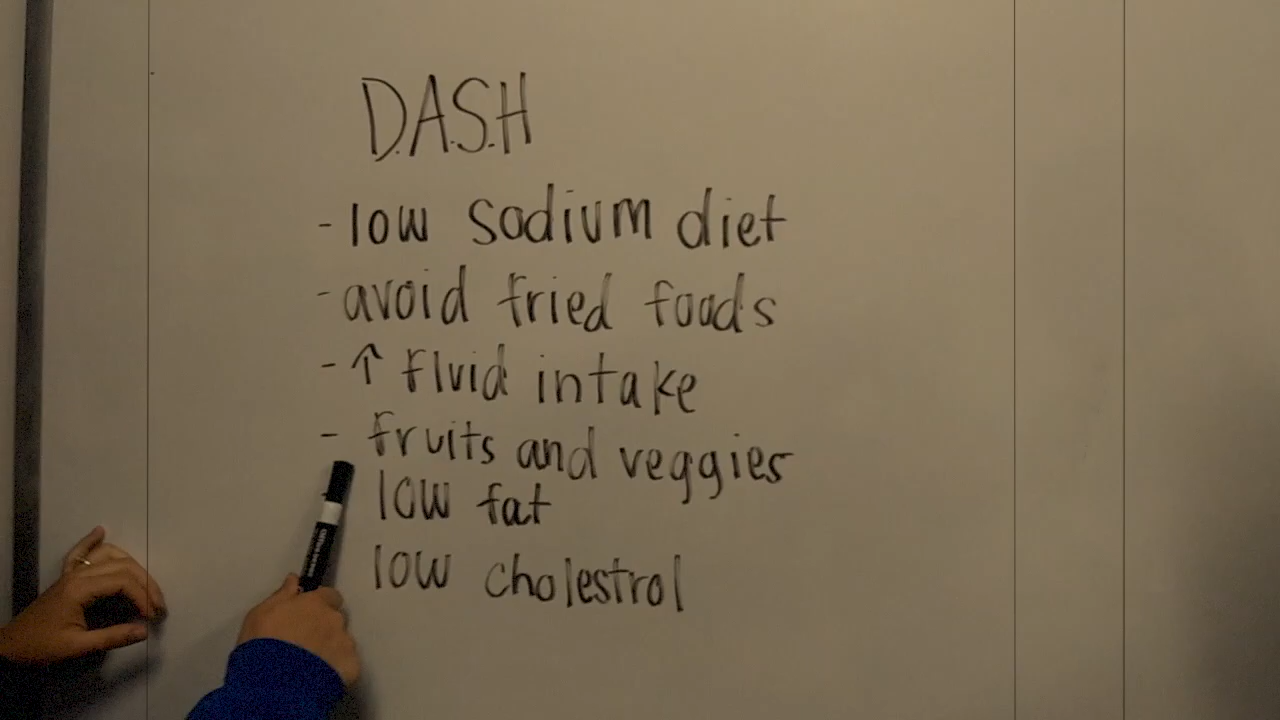 D.A.S.H
- low sodium diet
- avoid fried foods
- ↑ fluid intake
- fruits and veggies
low fat
low cholestrol